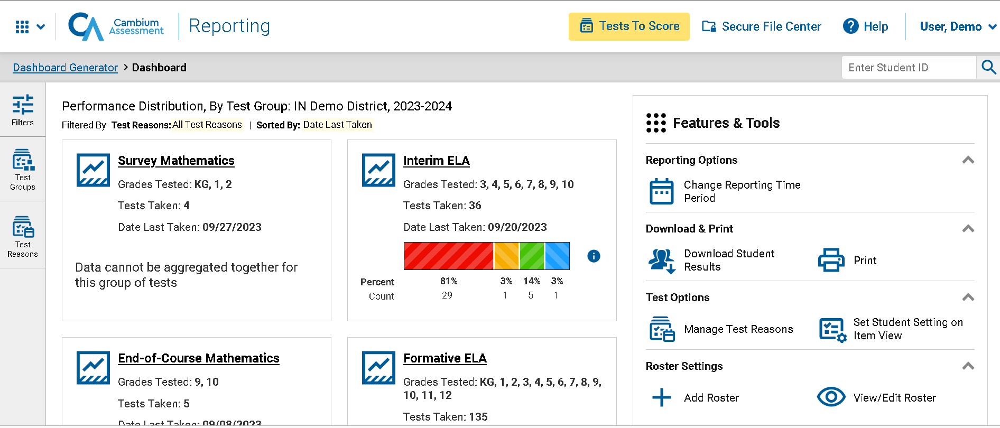 Cambium
Assessment
Reporting
Tests To Score
Secure File Center
Help
User, Demo
Dashboard Generator > Dashboard
Enter Student ID
Filters
Test
Groups
Test
Reasons
Performance Distribution, By Test Group: IN Demo District, 2023-2024
Filtered By Test Reasons: All Test Reasons | Sorted By: Date Last Taken
Survey Mathematics
Grades Tested: KG, 1, 2
Tests Taken: 4
Date Last Taken: 09/27/2023
Data cannot be aggregated together for
this group of tests
Interim ELA
Grades Tested: 3, 4, 5, 6, 7, 8, 9, 10
Tests Taken: 36
Date Last Taken: 09/20/2023
Percent 81% 3% 14% 3%
Count 29 1 5 1
End-of-Course Mathematics
Grades Tested: 9, 10
Tests Taken: 5
Date Last Taken: 09/08/2023
Formative ELA
Grades Tested: KG, 1, 2, 3, 4, 5, 6, 7, 8, 9,
10, 11, 12
Tests Taken: 135
Features & Tools
Reporting Options
Change Reporting Time
Period
Download & Print
Download Student
Results
Print
Test Options
Manage Test Reasons
Set Student Setting on
Item View
Roster Settings
Add Roster
View/Edit Roster